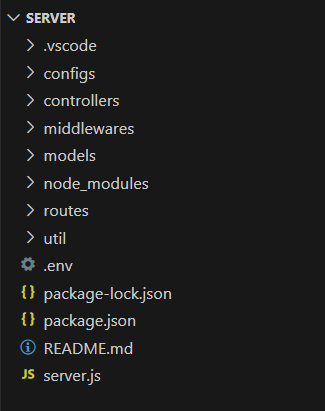 SERVER
.vscode
configs
controllers
middlewares
models
node_modules
routes
util
.env
package-lock.json
package.json
README.md
JS server.js